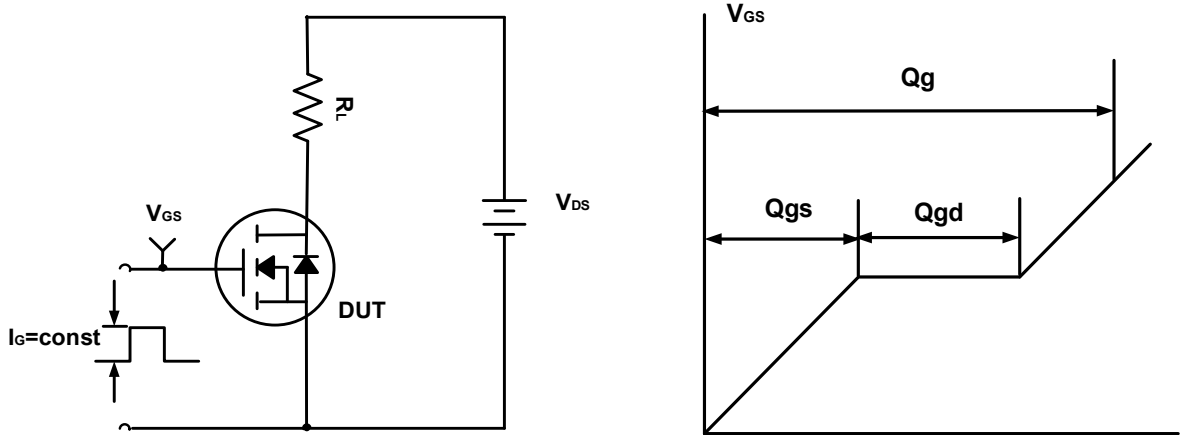 RL
VDS
VGS
DUT
IG=const
VGS
Qg
Qgs
Qgd